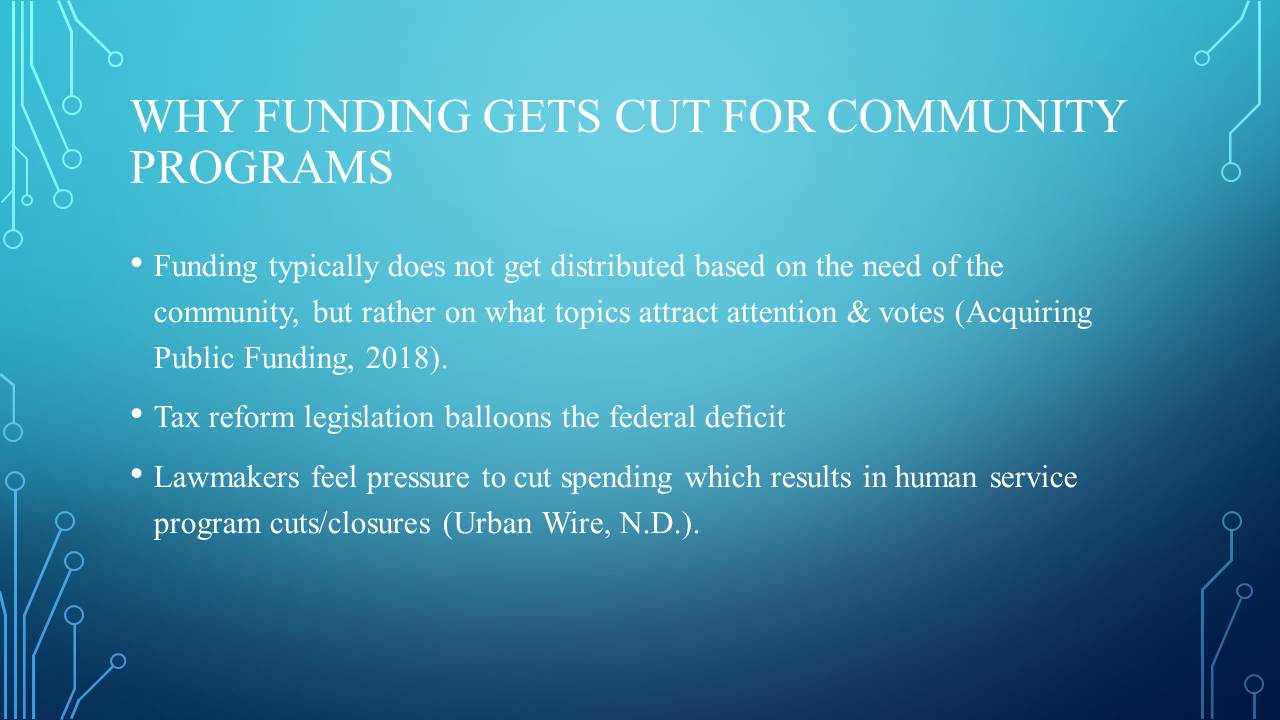 WHY FUNDING GETS CUT FOR COMMUNITY
PROGRAMS
• Funding typically does not get distributed based on the need of the
community, but rather on what topics attract attention & votes (Acquiring
Public Funding, 2018).
• Tax reform legislation balloons the federal deficit
• Lawmakers feel pressure to cut spending which results in human service
program cuts/closures (Urban Wire, N.D.).